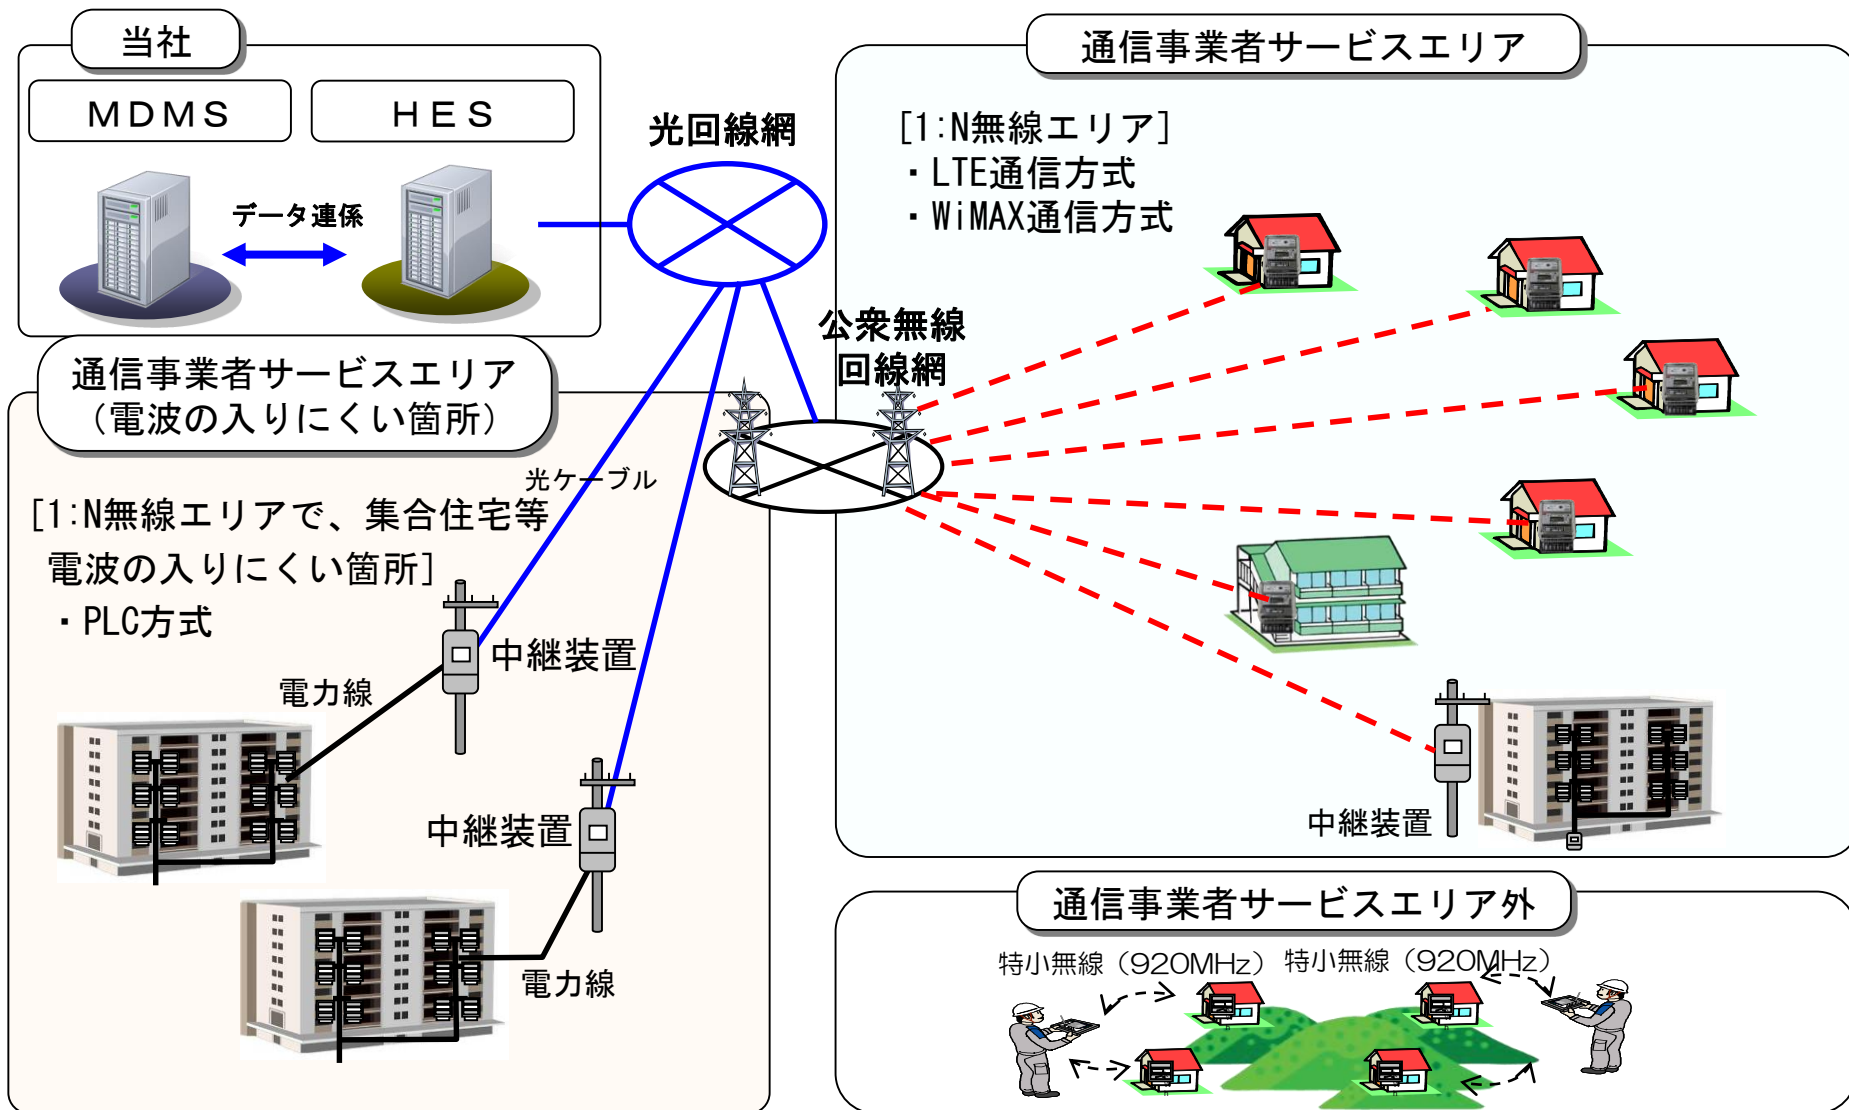 当社
MDMS
HES
データ連係
光回線網
通信事業者サービスエリア
[1:N無線エリア]
・LTE通信方式
・WiMAX通信方式
公衆無線
回線網
中継装置
通信事業者サービスエリア
（電波の入りにくい箇所）
光ケーブル
[1:N無線エリアで、集合住宅等
電波の入りにくい箇所]
・PLC方式
中継装置
電力線
中継装置
電力線
通信事業者サービスエリア外
特小無線（920MHz）
特小無線（920MHz）